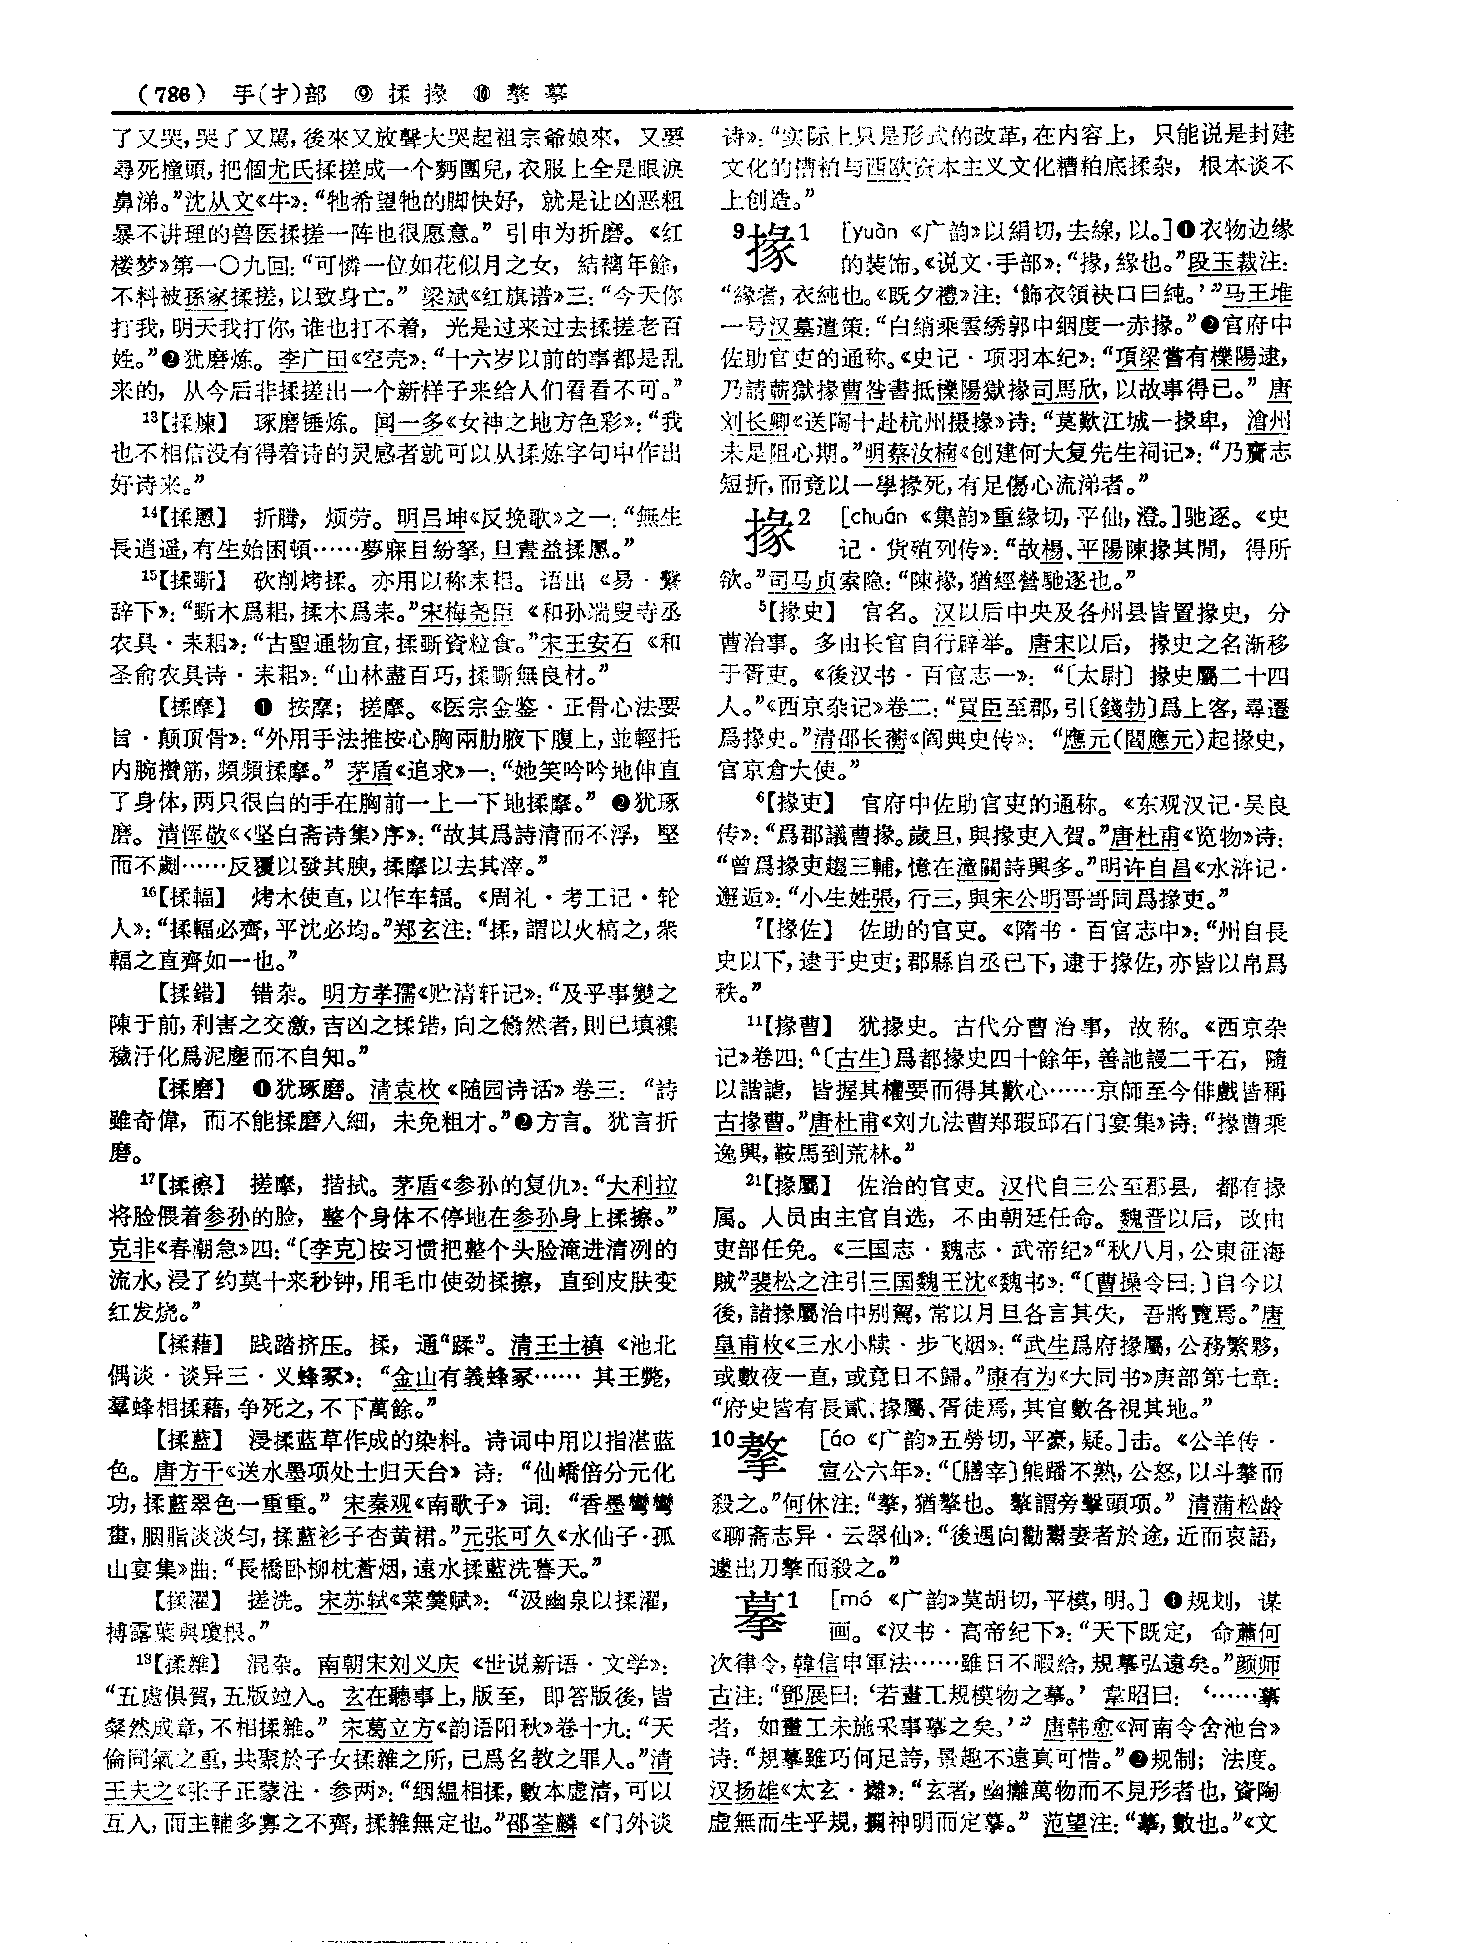 (786) 手(扌)部 ⑨ 揉 掾 ⑩ 摮 摹
了又哭,哭了又駡,後來又放聲大哭起祖宗爺娘來, 又要
尋死撞頭,把個尤氏揉搓成一个麪團兒,衣服上全是眼淚
鼻涕。”沈从文《牛》:“牠希望牠的脚快好, 就是让凶恶粗
暴不讲理的兽医揉搓一阵也很愿意。” 引申为折磨。《红
楼梦》第一〇九回:“可憐一位如花似月之女, 結褵年餘,
不料被孫家揉搓,以致身亡。” 梁斌《红旗谱》三:“今天你
打我,明天我打你,谁也打不着, 光是过来过去揉搓老百
姓。”❷犹磨炼。 李广田《空壳》:“十六岁以前的事都是乱
来的, 从今后非揉搓出一个新样子来给人们看看不可。”
13【揉煉】 琢磨锤炼。 闻一多《女神之地方色彩》:“我
也不相信没有得着诗的灵感者就可以从揉炼字句中作出
好诗来。”
14【揉慁】 折腾, 烦劳。 明吕坤《反挽歌》之一:“無生
長逍遥,有生始困頓……夢寐目紛拏,旦晝益揉慁。”
15【揉斲】 砍削烤揉。 亦用以称耒耜。 语出 《易·繫
辞下》:“斲木爲耜,揉木爲耒。”宋梅尧臣 《和孙端叟寺丞
农具·耒耜》:“古聖通物宜,揉斲資粒食。”宋王安石 《和
圣俞农具诗·耒耜》:“山林盡百巧,揉斲無良材。”
【揉摩】 ❶ 按摩; 搓摩。《医宗金鉴·正骨心法要
旨·颠顶骨》:“外用手法推按心胸兩肋腋下腹上,並輕托
内腕攢筋,頻頻揉摩。” 茅盾《追求》一:“她笑吟吟地伸直
了身体,两只很白的手在胸前一上一下地揉摩。” ❷犹琢
磨。 清恽敬《〈坚白斋诗集〉序》:“故其爲詩清而不浮, 堅
而不劌……反覆以發其腴,揉摩以去其滓。”
16【揉輻】 烤木使直,以作车辐。《周礼·考工记·轮
人》:“揉輻必齊,平沈必均。”郑玄注:“揉,謂以火槁之,衆
輻之直齊如一也。”
【揉錯】 错杂。 明方孝孺《贮清轩记》:“及乎事變之
陳于前,利害之交激,吉凶之揉错,向之翛然者,則已填襍
穢汙化爲泥塵而不自知。”
【揉磨】 ❶犹琢磨。 清袁枚《随园诗话》卷三: “詩
雖奇偉, 而不能揉磨入細, 未免粗才。”❷方言。 犹言折
磨。
17【揉擦】 搓摩, 揩拭。 茅盾《参孙的复仇》:“大利拉
将脸偎着参孙的脸, 整个身体不停地在参孙身上揉擦。”
克非《春潮急》四:“〔李克〕按习惯把整个头脸淹进清冽的
流水,浸了约莫十来秒钟,用毛巾使劲揉擦, 直到皮肤变
红发烧。”
【揉藉】 践踏挤压。 揉, 通“蹂”。 清王士禛 《池北
偶谈·谈异三·义蜂冢》: “金山有義蜂冢…… 其王斃,
羣蜂相揉藉,争死之,不下萬餘。”
【揉藍】 浸揉蓝草作成的染料。诗词中用以指湛蓝
色。 唐方干《送水墨项处士归天台》 诗: “仙嶠倍分元化
功,揉藍翠色一重重。” 宋秦观《南歌子》 词: “香墨彎彎
畫,胭脂淡淡匀,揉藍衫子杏黄裙。”元张可久《水仙子·孤
山宴集》曲:“長橋卧柳枕蒼烟,遠水揉藍洗暮天。”
【揉濯】 搓洗。 宋苏轼《菜羹赋》: “汲幽泉以揉濯,
搏露葉與瓊根。”
18【揉雜】 混杂。 南朝宋刘义庆 《世说新语·文学》:
“五處俱賀,五版竝入。 玄在聽事上,版至, 即答版後,皆
粲然成章,不相揉雜。” 宋葛立方《韵语阳秋》卷十九:“天
倫同氣之重,共聚於子女揉雜之所,已爲名教之罪人。”清
王夫之《张子正蒙注·参两》:“絪緼相揉,數本虚清,可以
互入,而主輔多寡之不齊,揉雜無定也。”邵荃麟 《门外谈
诗》:“实际上只是形式的改革,在内容上, 只能说是封建
文化的糟粕与西欧资本主义文化糟粕底揉杂, 根本谈不
上创造。”
9掾1 [yuàn 《广韵》以絹切,去線,以。]❶衣物边缘
的装饰。《说文·手部》:“掾,緣也。”段玉裁注:
“緣者,衣純也。《既夕禮》注: ‘飾衣領袂口曰純。’”马王堆
一号汉墓遣策:“白綃乘雲绣郭中絪度一赤掾。”❷官府中
佐助官吏的通称。《史记·项羽本纪》:“項梁嘗有櫟陽逮,
乃請蘄獄掾曹咎書抵櫟陽獄掾司馬欣,以故事得已。” 唐
刘长卿《送陶十赴杭州摄掾》诗:“莫歎江城一掾卑, 滄州
未是阻心期。”明蔡汝楠《创建何大复先生祠记》:“乃賫志
短折,而竟以一學掾死,有足傷心流涕者。”
掾2 [chuán 《集韵》重緣切,平仙,澄。]驰逐。《史
记·货殖列传》:“故楊、平陽陳掾其間, 得所
欲。”司马贞索隐:“陳掾,猶經營馳逐也。”
5【掾史】 官名。 汉以后中央及各州县皆置掾史, 分
曹治事。 多由长官自行辟举。 唐宋以后, 掾史之名渐移
于胥吏。《後汉书·百官志一》: “〔太尉〕 掾史屬二十四
人。”《西京杂记》卷二:“買臣至郡,引〔錢勃〕爲上客,尋遷
爲掾史。”清邵长蘅《阎典史传》: “應元(閻應元)起掾史,
官京倉大使。”
6【掾吏】 官府中佐助官吏的通称。《东观汉记·吴良
传》:“爲郡議曹掾。歲旦,與掾吏入賀。”唐杜甫《览物》诗:
“曾爲掾吏趨三輔,憶在潼關詩興多。”明许自昌《水浒记·
邂逅》:“小生姓張,行三,與宋公明哥哥同爲掾吏。”
7【掾佐】 佐助的官吏。《隋书·百官志中》:“州自長
史以下,逮于史吏;郡縣自丞已下,逮于掾佐,亦皆以帛爲
秩。”
11【掾曹】 犹掾史。 古代分曹治事, 故称。《西京杂
记》卷四:“〔古生〕爲都掾史四十餘年,善訑謾二千石, 隨
以諧謔, 皆握其權要而得其歡心……京師至今俳戲皆稱
古掾曹。”唐杜甫《刘九法曹郑瑕邱石门宴集》诗:“掾曹乘
逸興,鞍馬到荒林。”
21【掾屬】 佐治的官吏。 汉代自三公至郡县, 都有掾
属。人员由主官自选, 不由朝廷任命。 魏晋以后, 改由
吏部任免。《三国志·魏志·武帝纪》“秋八月,公東征海
贼”裴松之注引三国魏王沈《魏书》:“〔曹操令曰:〕自今以
後,諸掾屬治中别駕,常以月旦各言其失, 吾將覽焉。”唐
皇甫枚《三水小牍·步飞烟》:“武生爲府掾屬,公務繁夥,
或數夜一直,或竟日不歸。”康有为《大同书》庚部第七章:
“府史皆有長貳、掾屬、胥徒焉,其官數各視其地。”
10摮 [áo 《广韵》五勞切,平豪,疑。]击。《公羊传·
宣公六年》:“〔膳宰〕熊蹯不熟,公怒,以斗摮而
殺之。”何休注:“摮,猶擊也。 摮謂旁擊頭項。” 清蒲松龄
《聊斋志异·云翠仙》:“後遇向勸鬻妻者於途,近而哀語,
遽出刀摮而殺之。”
摹1 [mó 《广韵》莫胡切,平模,明。] ❶规划, 谋
画。《汉书·高帝纪下》:“天下既定, 命蕭何
次律令,韓信申軍法……雖日不暇给,規摹弘遠矣。”颜师
古注:“鄧展曰:‘若畫工規模物之摹。’ 韋昭曰: ‘……摹
者, 如畫工未施采事摹之矣。’” 唐韩愈《河南令舍池台》
诗:“規摹雖巧何足誇,景趣不遠真可惜。”❷规制; 法度。
汉扬雄《太玄·攡》:“玄者,幽攡萬物而不見形者也,資陶
虚無而生乎規,𢶝神明而定摹。” 范望注:“摹,數也。”《文